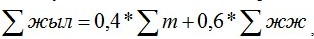 ∑ жыл = 0,4 * ∑ т + 0,6 * ∑ жж ,